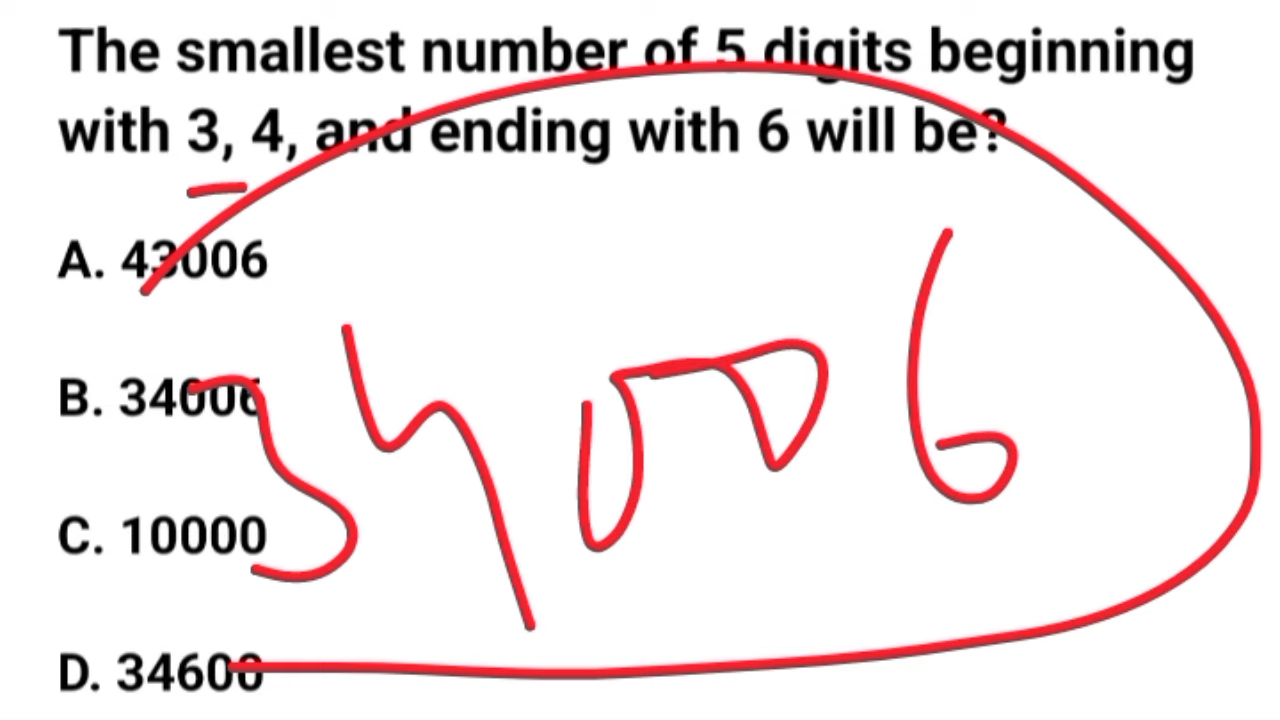 The smallest number of 5 digits beginning
with 3, 4, and ending with 6 will be?
A. 43006
B. 34006
C. 10000
D. 34600
34006